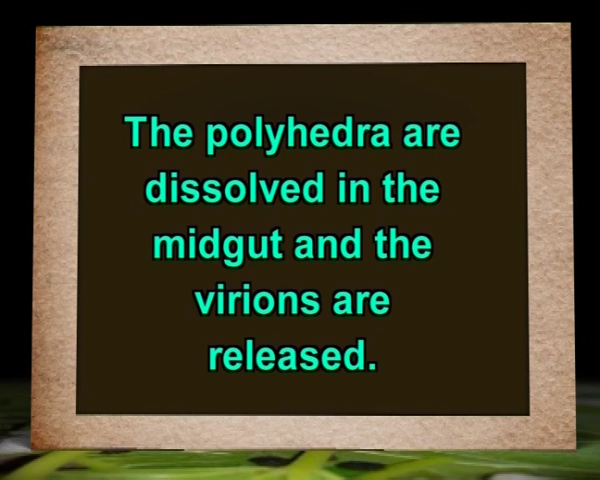 The polyhedra are
dissolved in the
midgut and the
virions are
released.